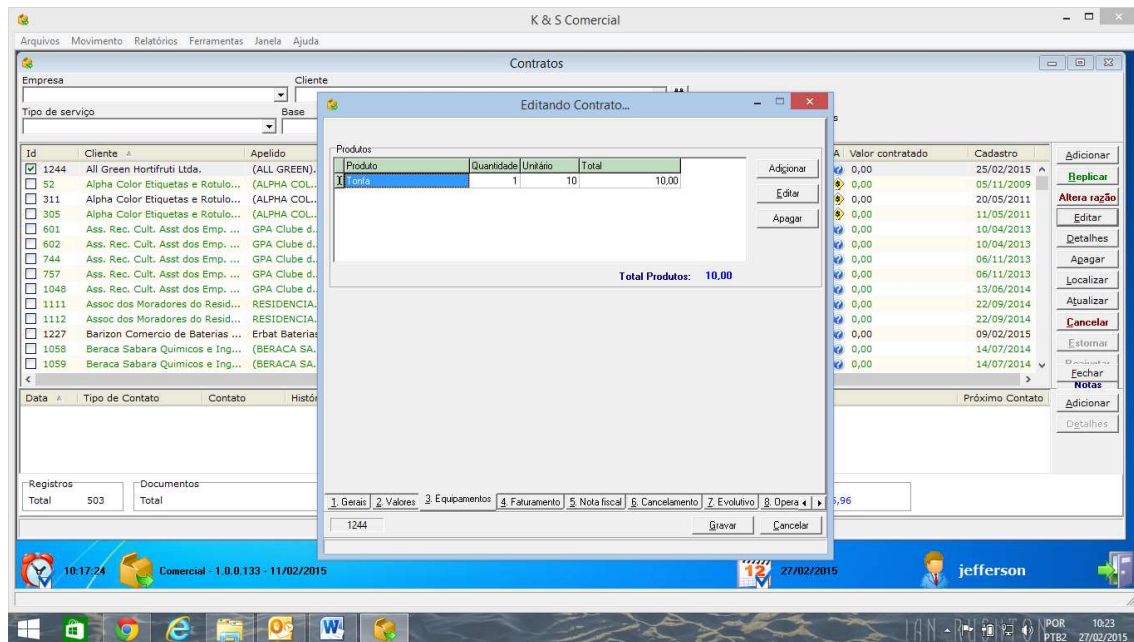 K & S Comercial
Arquivos Movimento Relatórios Ferramentas Janela Ajuda
Contratos
Empresa Cliente
Tipo de serviço Base
Editando Contrato...
Produtos
Produto Quantidade Unitário Total
Tonfa 1 10 10,00
Adicionar
Editar
Apagar
Total Produtos: 10,00
Id Cliente Apelido A Valor contratado Cadastro
1244 All Green Hortifruti Ltda. (ALL GREEN). 0,00 25/02/2015
52 Alpha Color Etiquetas e Rotulo... (ALPHA COL... 0,00 05/11/2009
311 Alpha Color Etiquetas e Rotulo... (ALPHA COL... 0,00 20/05/2011
305 Alpha Color Etiquetas e Rotulo... (ALPHA COL... 0,00 11/05/2011
601 Ass. Rec. Cult. Asst dos Emp. ... GPA Clube d... 0,00 10/04/2013
602 Ass. Rec. Cult. Asst dos Emp. ... GPA Clube d... 0,00 10/04/2013
744 Ass. Rec. Cult. Asst dos Emp. ... GPA Clube d... 0,00 06/11/2013
757 Ass. Rec. Cult. Asst dos Emp. ... GPA Clube d... 0,00 06/11/2013
1048 Ass. Rec. Cult. Asst dos Emp. ... GPA Clube d... 0,00 13/06/2014
1111 Assoc dos Moradores do Resid... RESIDENCIA. 0,00 22/09/2014
1112 Assoc dos Moradores do Resid... RESIDENCIA. 0,00 22/09/2014
1227 Barizon Comercio de Baterias ... Erbat Baterias 0,00 09/02/2015
1058 Beraca Sabara Quimicos e Ing... (BERACA SA. 0,00 14/07/2014
1059 Beraca Sabara Quimicos e Ing... (BERACA SA. 0,00 14/07/2014
Adicionar
Replicar
Altera razão
Editar
Detalhes
Apagar
Localizar
Atualizar
Cancelar
Estornar
Fechar
Notas
Adicionar
Detalhes
Data Tipo de Contato Contato Histór Próximo Contato
Registros Documentos
Total 503 Total ,96
1. Gerais 2. Valores 3. Equipamentos 4. Faturamento 5. Nota fiscal 6. Cancelamento 7. Evolutivo 8. Opera
1244 Gravar Cancelar
10:17:24 Comercial - 1.0.0.133 - 11/02/2015 12 27/02/2015 jefferson
POR 10:23
PTB2 27/02/2015